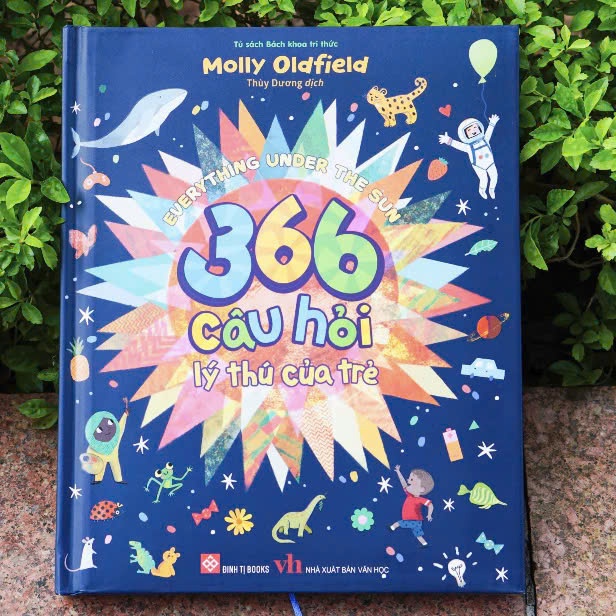 Tủ sách Bách khoa tri thức
Molly Oldfield
Thùy Dương dịch
EVERYTHING UNDER THE SUN
366
câu hỏi
lý thú của trẻ
ĐINH TỊ BOOKS
vh NHÀ XUẤT BẢN VĂN HỌC